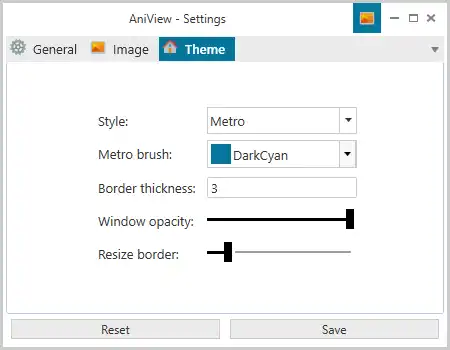 AniView - Settings
General Image Theme
Style: Metro
Metro brush: DarkCyan
Border thickness: 3
Window opacity:
Resize border:
Reset Save